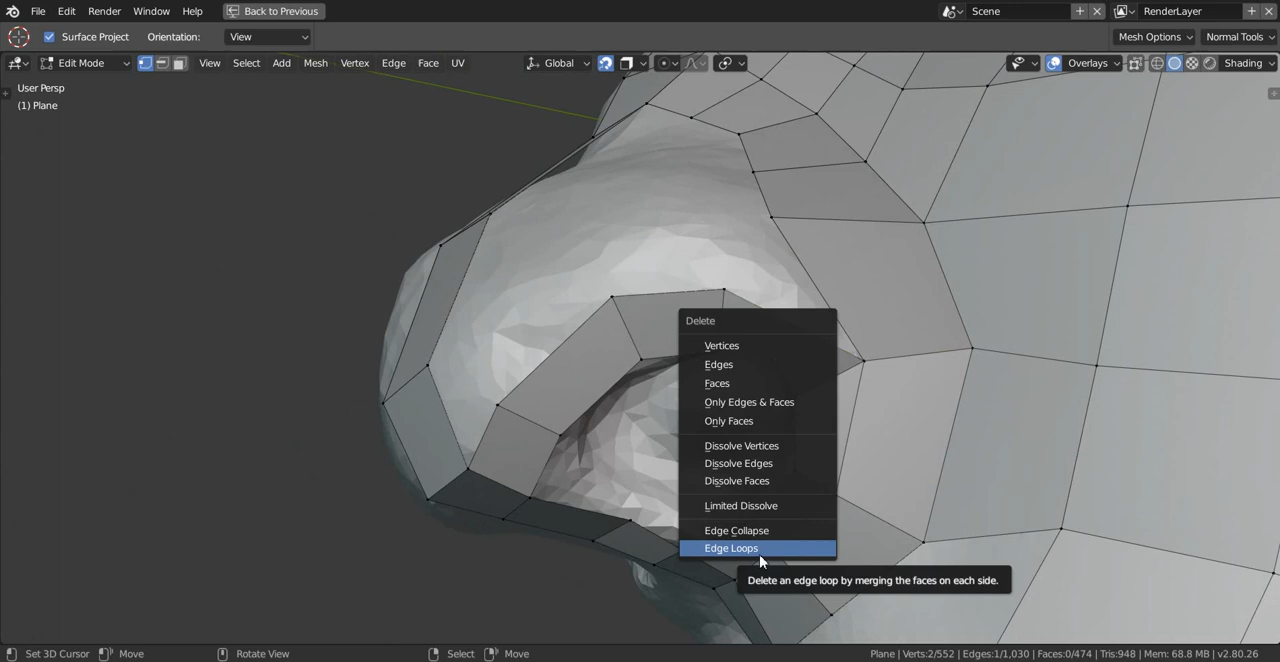 File Edit Render Window Help Back to Previous Scene RenderLayer
Surface Project Orientation: View Mesh Options Normal Tools
Edit Mode View Select Add Mesh Vertex Edge Face UV Global Overlays Shading
User Persp
(1) Plane
Delete
Vertices
Edges
Faces
Only Edges & Faces
Only Faces
Dissolve Vertices
Dissolve Edges
Dissolve Faces
Limited Dissolve
Edge Collapse
Edge Loops
Delete an edge loop by merging the faces on each side.
Set 3D Cursor Move Rotate View Select Move Plane | Verts:2/552 | Edges:1/1,030 | Faces:0/474 | Tris:948 | Mem: 68.8 MB | v2.80.26